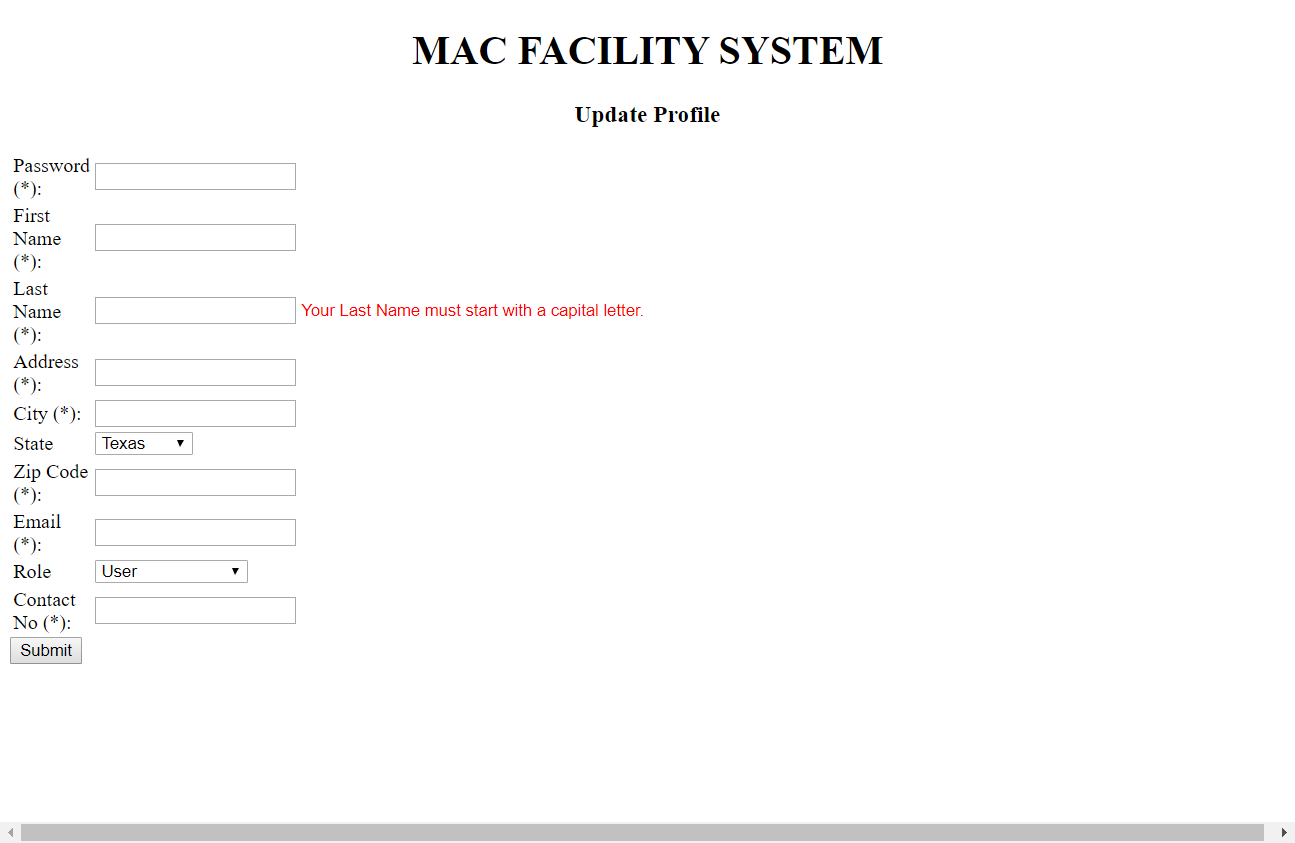 MAC FACILITY SYSTEM
Update Profile
Password
(*):
First
Name
(*):
Last
Name
(*):
Your Last Name must start with a capital letter.
Address
(*):
City (*):
State
Texas
Zip Code
(*):
Email
(*):
Role
User
Contact
No (*):
Submit